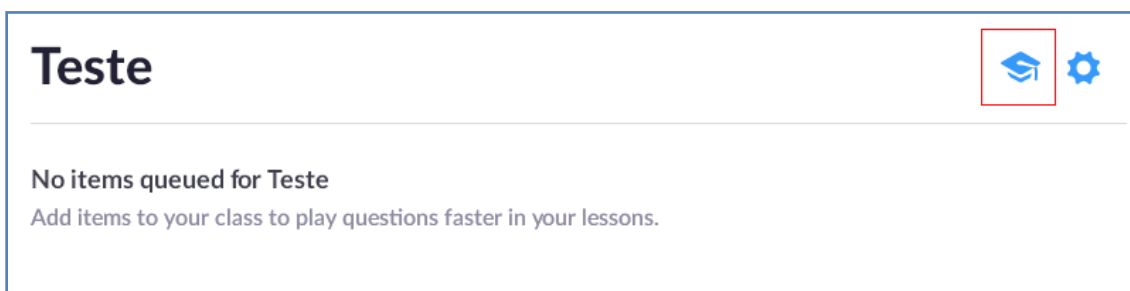 Teste
No items queued for Teste
Add items to your class to play questions faster in your lessons.